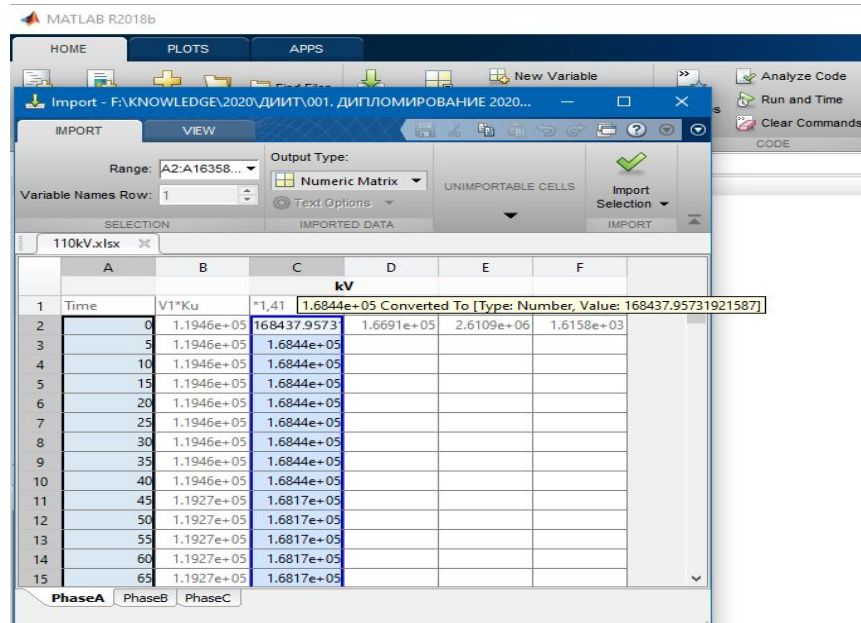 MATLAB R2018b
HOME PLOTS APPS
New Variable
Analyze Code
Find Files
Import - F:\KNOWLEDGE\2020\ДИИТ\001. ДИПЛОМИРОВАНИЕ 2020...
Run and Time
IMPORT VIEW
Clear Commands
CODE
Range: A2:A16358...
Output Type:
Numeric Matrix
Variable Names Row: 1
Text Options
UNIMPORTABLE CELLS
Import
Selection
SELECTION IMPORTED DATA IMPORT
110kV.xlsx
A B C D E F
kV
1 Time V1*Ku *1,41 1.6844e+05 Converted To [Type: Number, Value: 168437.95731921587]
2 0 1.1946e+05 168437.95731 1.6691e+05 2.6109e+06 1.6158e+03
3 5 1.1946e+05 1.6844e+05
4 10 1.1946e+05 1.6844e+05
5 15 1.1946e+05 1.6844e+05
6 20 1.1946e+05 1.6844e+05
7 25 1.1946e+05 1.6844e+05
8 30 1.1946e+05 1.6844e+05
9 35 1.1946e+05 1.6844e+05
10 40 1.1946e+05 1.6844e+05
11 45 1.1927e+05 1.6817e+05
12 50 1.1927e+05 1.6817e+05
13 55 1.1927e+05 1.6817e+05
14 60 1.1927e+05 1.6817e+05
15 65 1.1927e+05 1.6817e+05
PhaseA PhaseB PhaseC